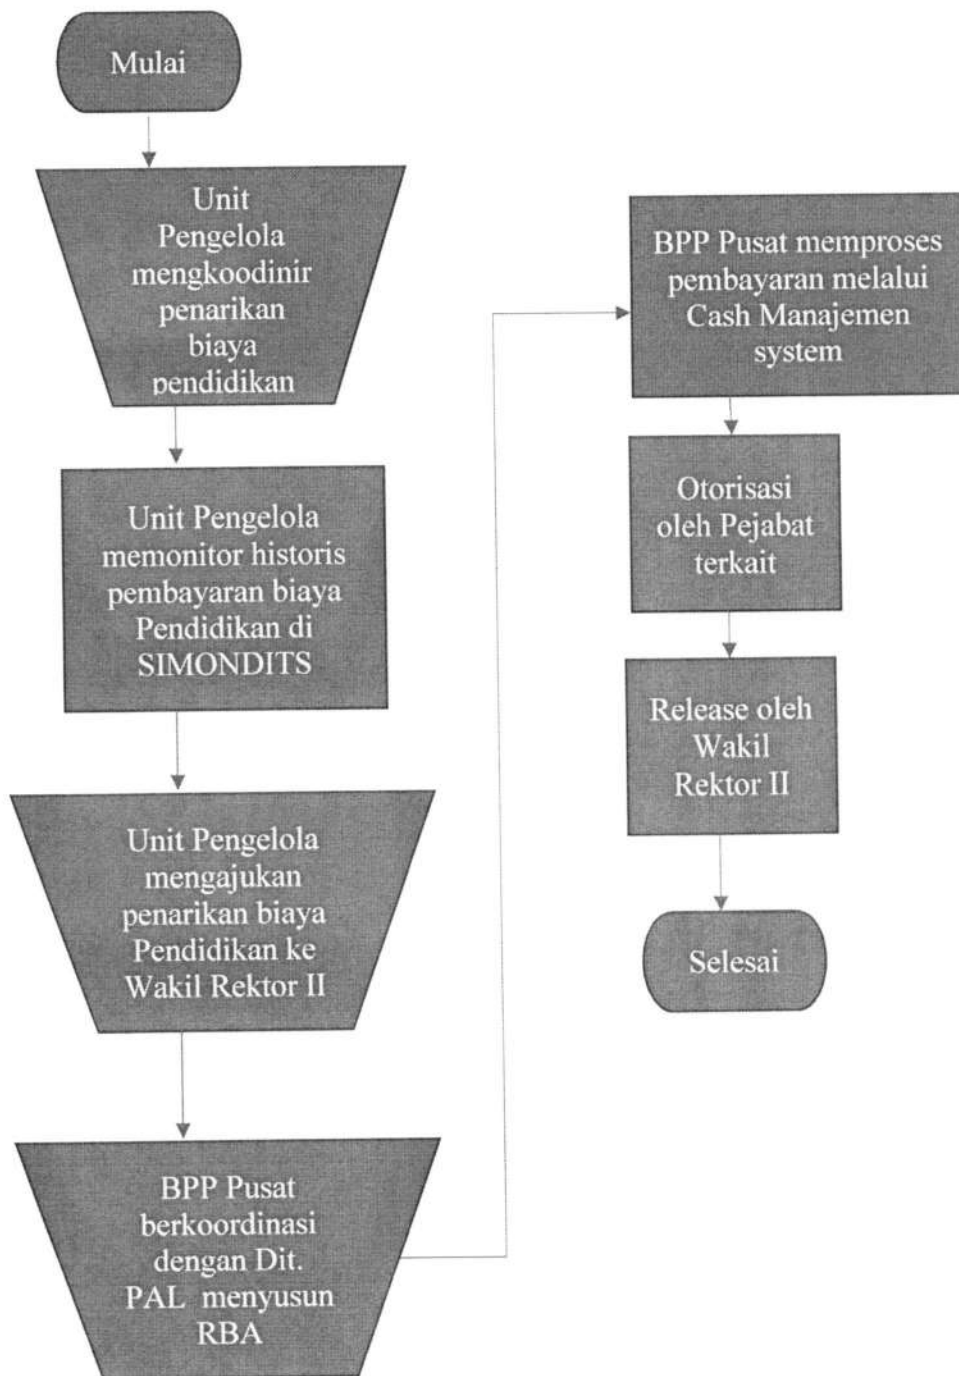 Mulai
Unit
Pengelola
mengkoodinir
penarikan
biaya
pendidikan
Unit Pengelola
memonitor historis
pembayaran biaya
Pendidikan di
SIMONDITS
Unit Pengelola
mengajukan
penarikan biaya
Pendidikan ke
Wakil Rektor II
BPP Pusat
berkoordinasi
dengan Dit.
PAL menyusun
RBA
BPP Pusat memproses
pembayaran melalui
Cash Manajemen
system
Otorisasi
oleh Pejabat
terkait
Release oleh
Wakil
Rektor II
Selesai